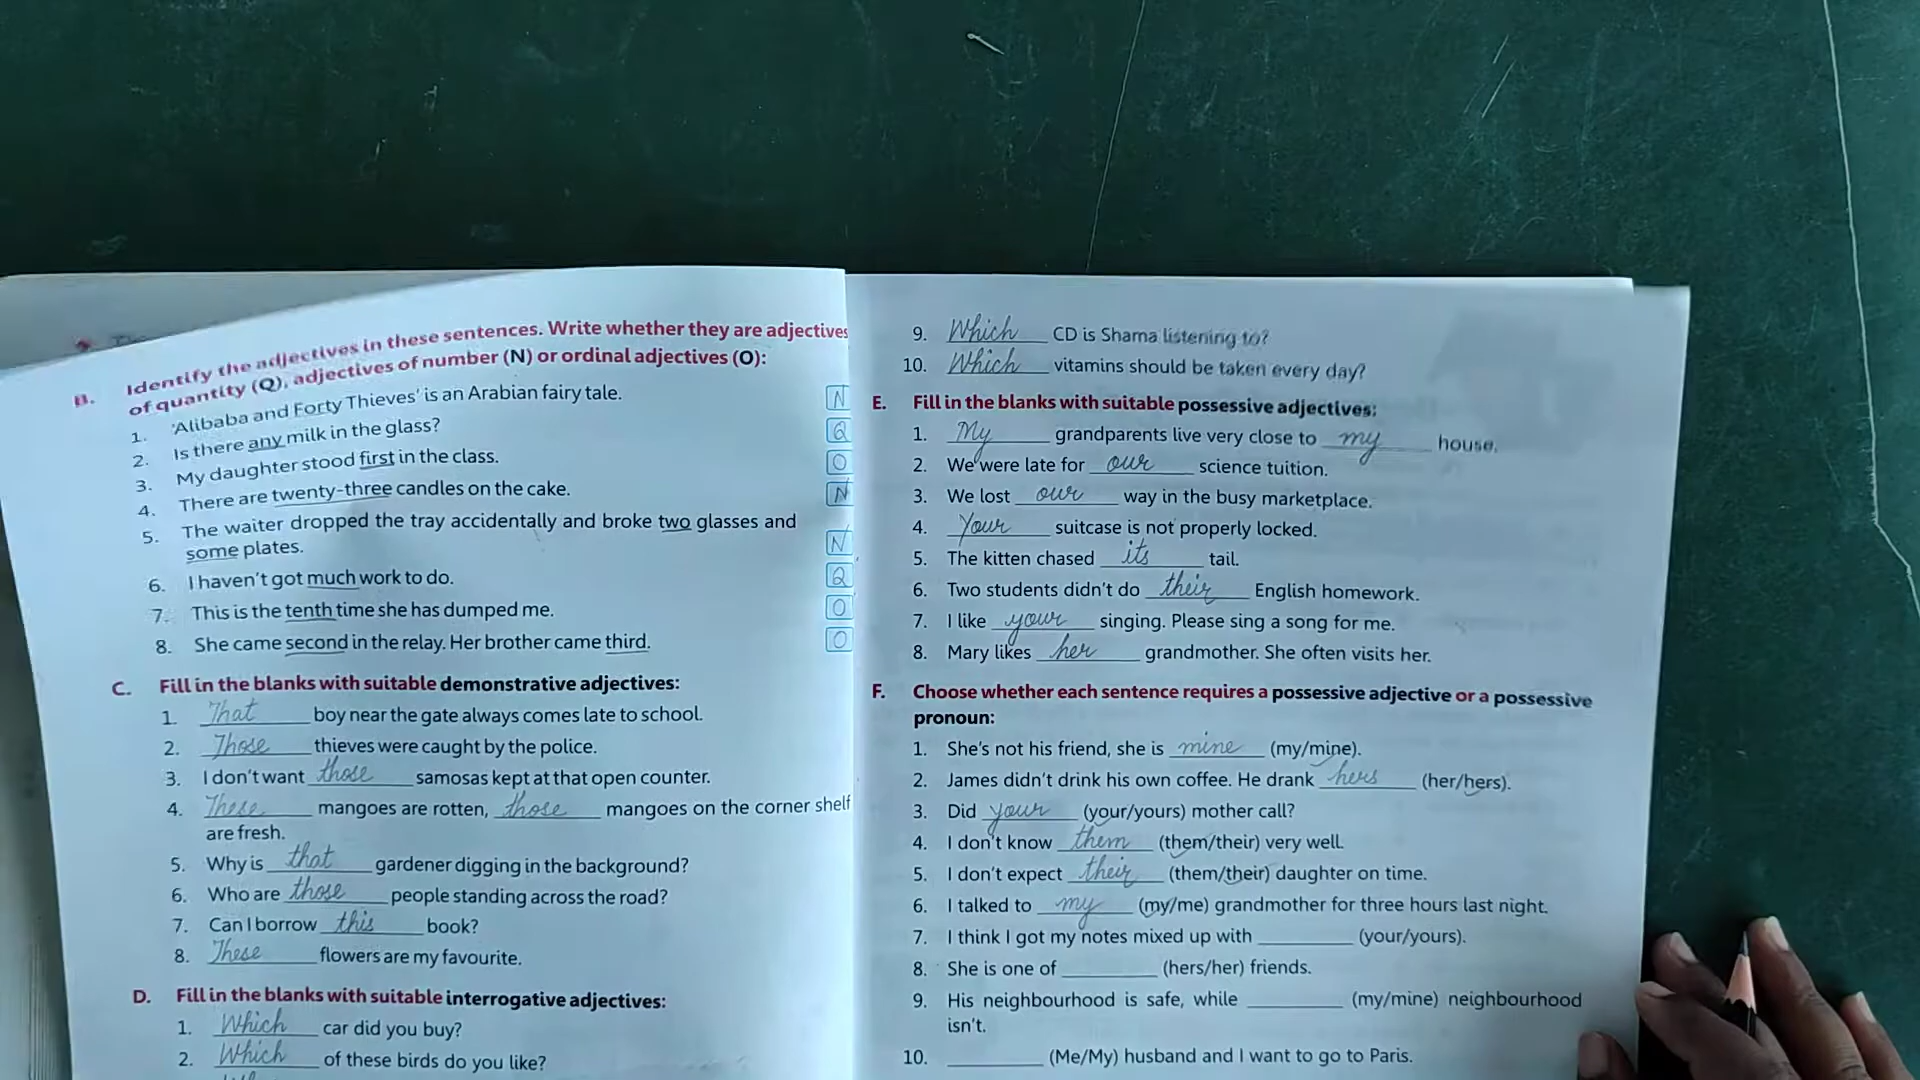 B. Identify the adjectives in these sentences. Write whether they are adjectives
of quantity (Q), adjectives of number (N) or ordinal adjectives (O):
1. 'Alibaba and Forty Thieves' is an Arabian fairy tale. N
2. Is there any milk in the glass? Q
3. My daughter stood first in the class. O
4. There are twenty-three candles on the cake. N
5. The waiter dropped the tray accidentally and broke two glasses and
some plates. N
6. I haven't got much work to do. Q
7. This is the tenth time she has dumped me. O
8. She came second in the relay. Her brother came third. O
C. Fill in the blanks with suitable demonstrative adjectives:
1. That boy near the gate always comes late to school.
2. Those thieves were caught by the police.
3. I don't want those samosas kept at that open counter.
4. These mangoes are rotten, those mangoes on the corner shelf
are fresh.
5. Why is that gardener digging in the background?
6. Who are those people standing across the road?
7. Can I borrow this book?
8. These flowers are my favourite.
D. Fill in the blanks with suitable interrogative adjectives:
1. Which car did you buy?
2. Which of these birds do you like?
9. Which CD is Shama listening to?
10. Which vitamins should be taken every day?
E. Fill in the blanks with suitable possessive adjectives:
1. My grandparents live very close to my house.
2. We were late for our science tuition.
3. We lost our way in the busy marketplace.
4. Your suitcase is not properly locked.
5. The kitten chased its tail.
6. Two students didn't do their English homework.
7. I like your singing. Please sing a song for me.
8. Mary likes her grandmother. She often visits her.
F. Choose whether each sentence requires a possessive adjective or a possessive
pronoun:
1. She's not his friend, she is mine (my/mine).
2. James didn't drink his own coffee. He drank hers (her/hers).
3. Did your (your/yours) mother call?
4. I don't know them (them/their) very well.
5. I don't expect their (them/their) daughter on time.
6. I talked to my (my/me) grandmother for three hours last night.
7. I think I got my notes mixed up with ________ (your/yours).
8. She is one of ________ (hers/her) friends.
9. His neighbourhood is safe, while ________ (my/mine) neighbourhood
isn't.
10. ________ (Me/My) husband and I want to go to Paris.